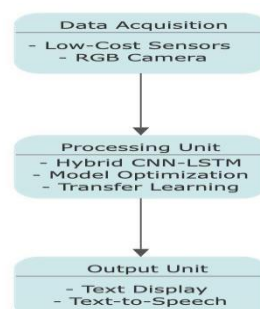 Data Acquisition
- Low-Cost Sensors
- RGB Camera
Processing Unit
- Hybrid CNN-LSTM
- Model Optimization
- Transfer Learning
Output Unit
- Text Display
- Text-to-Speech